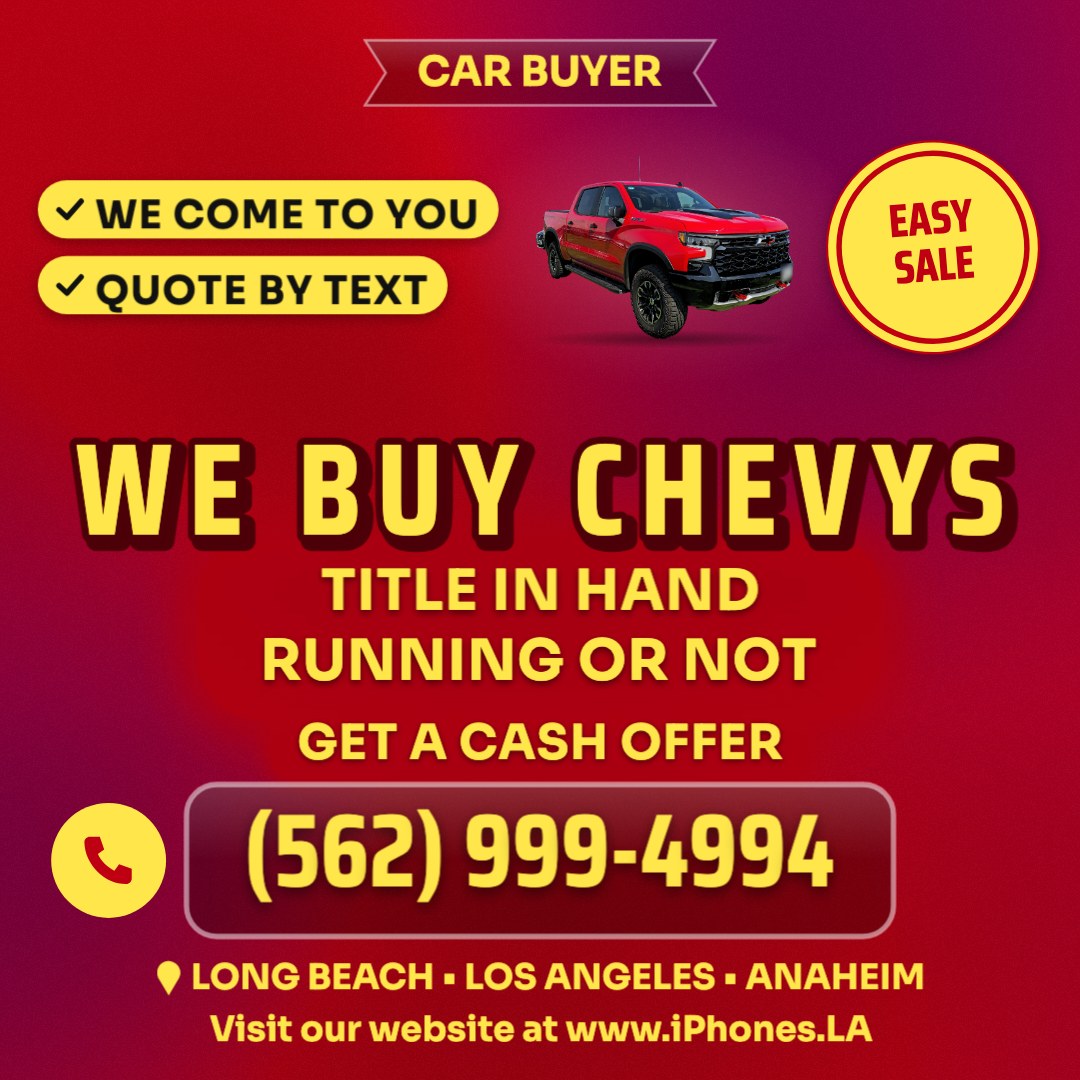 CAR BUYER
WE COME TO YOU
QUOTE BY TEXT
EASY
SALE
WE BUY CHEVYS
TITLE IN HAND
RUNNING OR NOT
GET A CASH OFFER
(562) 999-4994
LONG BEACH ▪ LOS ANGELES ▪ ANAHEIM
Visit our website at www.iPhones.LA